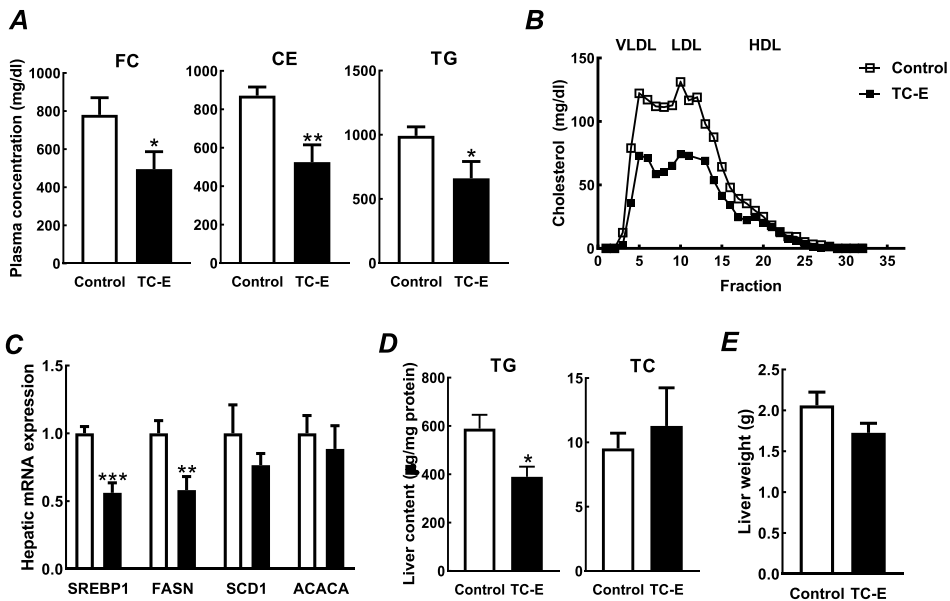 A
FC
CE
TG
Plasma concentration (mg/dl)
1000
800
600
400
200
0
*
Control TC-E
1000
800
600
400
200
0
**
Control TC-E
1500
1000
500
0
*
Control TC-E
B
VLDL LDL HDL
Cholesterol (mg/dl)
150
100
50
0
0 5 10 15 20 25 30 35
Fraction
Control
TC-E
C
Hepatic mRNA expression
1.5
1.0
0.5
0.0
***
**
SREBP1 FASN SCD1 ACACA
D
TG
TC
Liver content (µg/mg protein)
800
600
400
200
0
*
Control TC-E
15
10
5
0
Control TC-E
E
Liver weight (g)
2.5
2.0
1.5
1.0
0.5
0.0
Control TC-E